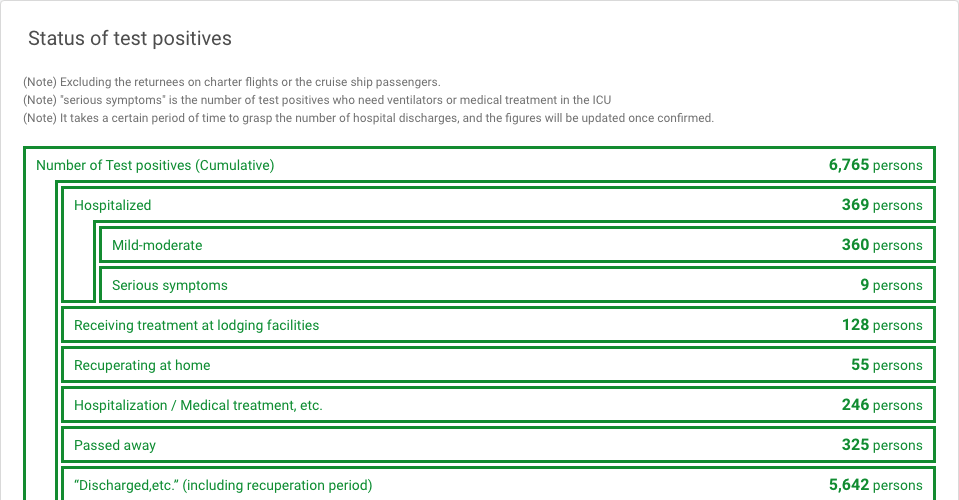 Status of test positives
(Note) Excluding the returnees on charter flights or the cruise ship passengers.
(Note) "serious symptoms" is the number of test positives who need ventilators or medical treatment in the ICU
(Note) It takes a certain period of time to grasp the number of hospital discharges, and the figures will be updated once confirmed.
Number of Test positives (Cumulative) 6,765 persons
Hospitalized 369 persons
Mild-moderate 360 persons
Serious symptoms 9 persons
Receiving treatment at lodging facilities 128 persons
Recuperating at home 55 persons
Hospitalization / Medical treatment, etc. 246 persons
Passed away 325 persons
“Discharged,etc.” (including recuperation period) 5,642 persons